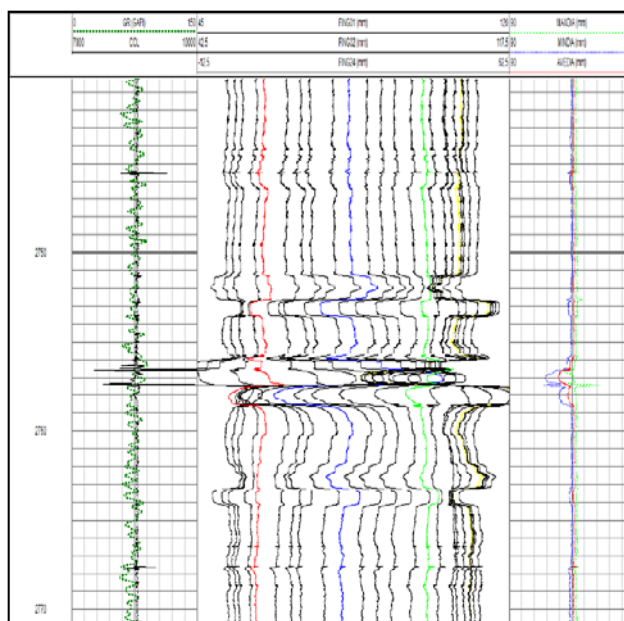 0 GR (GAPI) 150
7000 CCL 10000
45 FING01 (mm) 120
42.5 FING02 (mm) 117.5
-12.5 FING24 (mm) 62.5
90 MAXDIA (mm)
90 MINDIA (mm)
90 AVEDIA (mm)
2750
2770